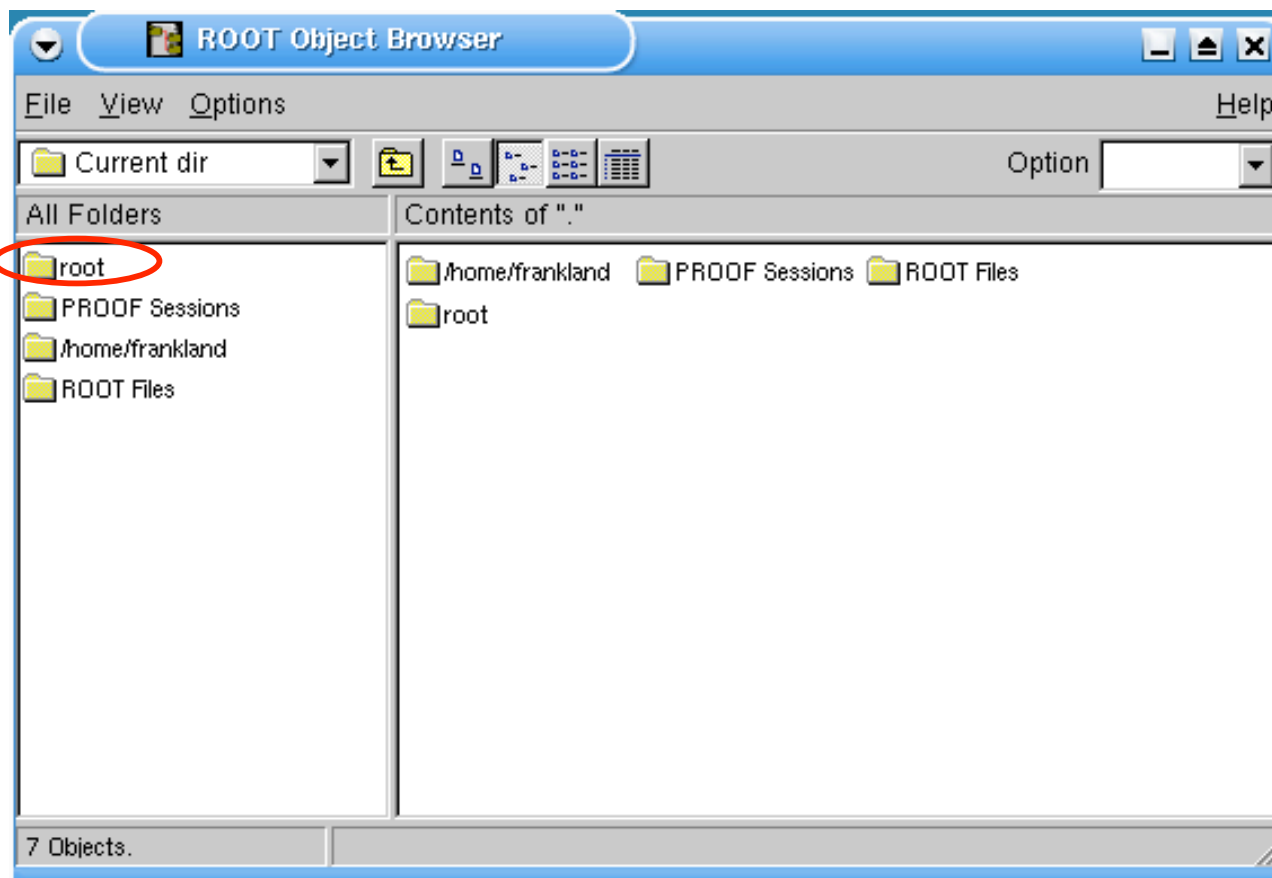 ROOT Object Browser
File View Options Help
Current dir Option
All Folders Contents of "."
root
PROOF Sessions
/home/frankland
ROOT Files
/home/frankland PROOF Sessions ROOT Files
root
7 Objects.